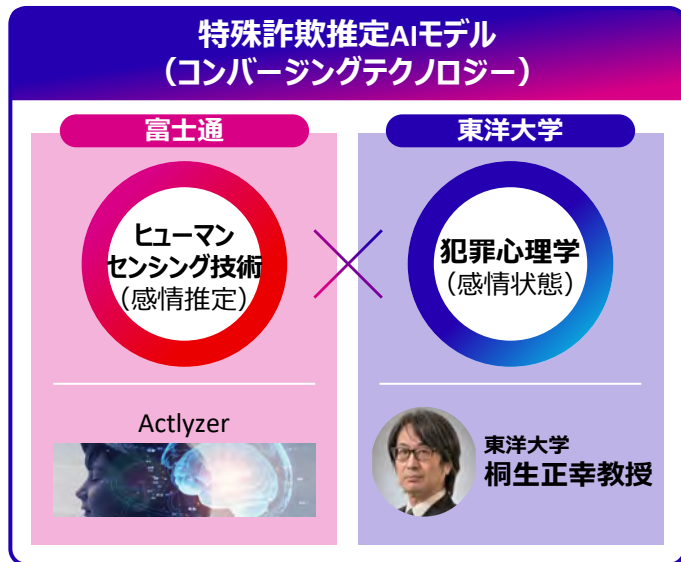 特殊詐欺推定AIモデル
（コンバージングテクノロジー）
富士通
ヒューマン
センシング技術
（感情推定）
Actlyzer
東洋大学
犯罪心理学
（感情状態）
東洋大学
桐生正幸教授